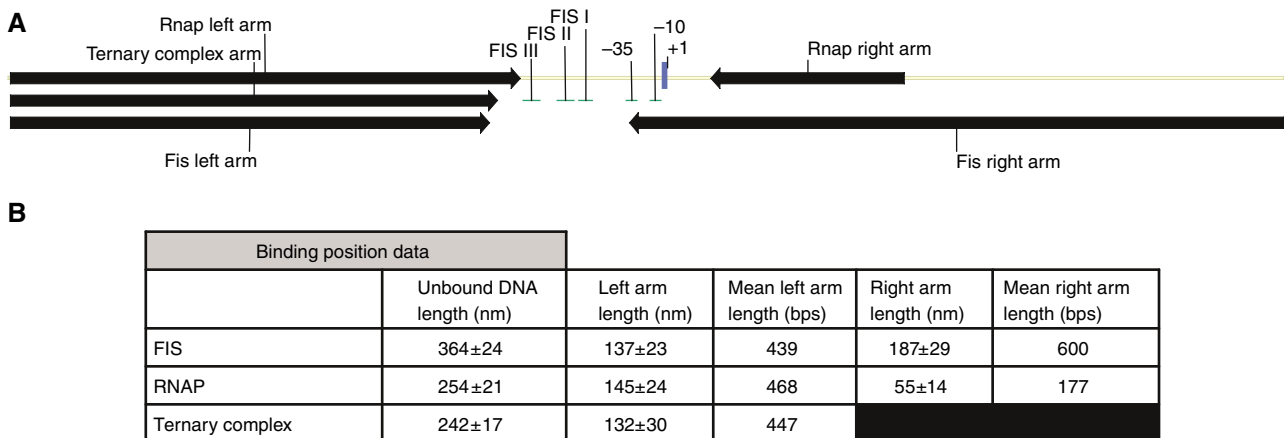 A
Rnap left arm
Ternary complex arm
FIS III
FIS II
FIS I
–35
–10
+1
Rnap right arm
Fis left arm
Fis right arm
B
Binding position data
Unbound DNA length (nm)
Left arm length (nm)
Mean left arm length (bps)
Right arm length (nm)
Mean right arm length (bps)
FIS 364±24 137±23 439 187±29 600
RNAP 254±21 145±24 468 55±14 177
Ternary complex 242±17 132±30 447